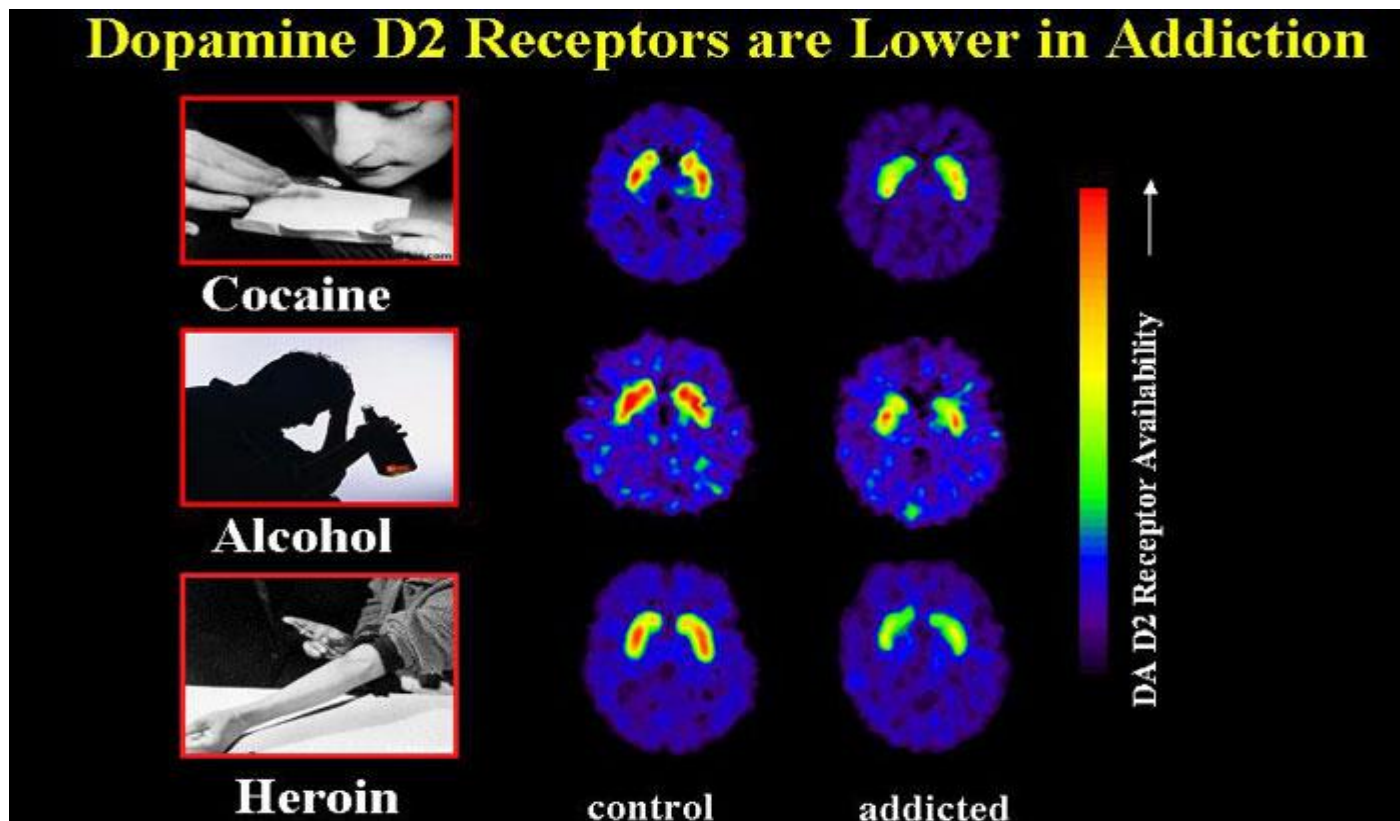 Dopamine D2 Receptors are Lower in Addiction
Cocaine
Alcohol
Heroin
control
addicted
DA D2 Receptor Availability